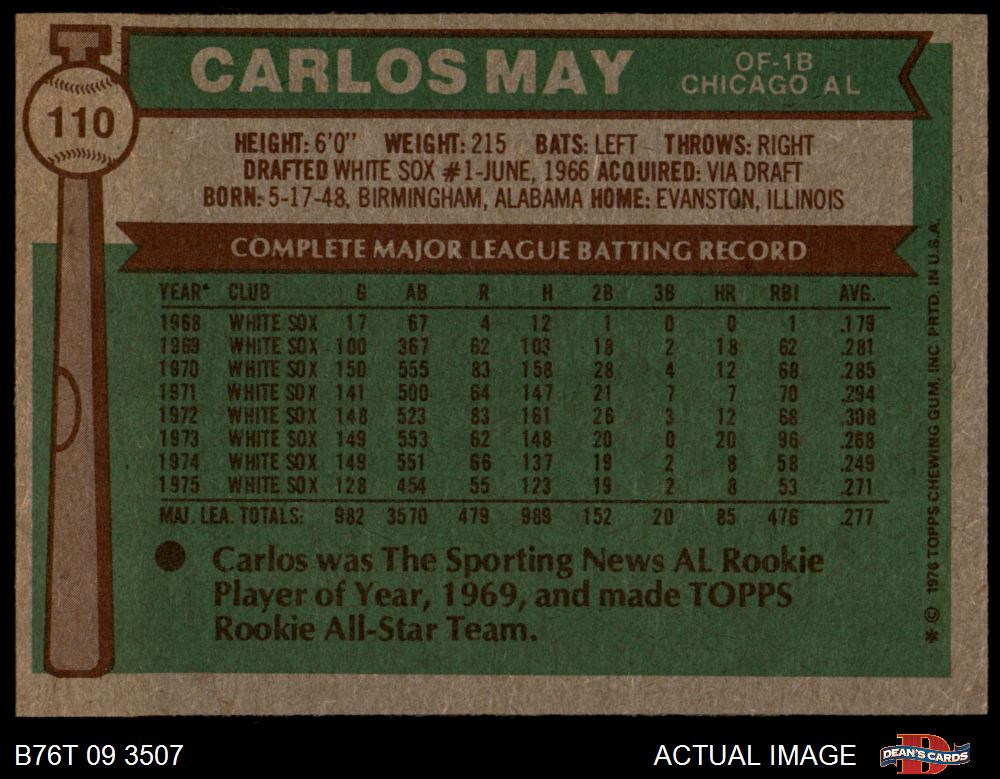 CARLOS MAY
OF-1B
CHICAGO AL
110
HEIGHT: 6'0" WEIGHT: 215 BATS: LEFT THROWS: RIGHT
DRAFTED WHITE SOX #1-JUNE, 1966 ACQUIRED: VIA DRAFT
BORN: 5-17-48, BIRMINGHAM, ALABAMA HOME: EVANSTON, ILLINOIS
COMPLETE MAJOR LEAGUE BATTING RECORD
YEAR* CLUB G AB R H 2B 3B HR RBI AVG.
1968 WHITE SOX 17 67 4 12 1 0 0 1 .179
1969 WHITE SOX 100 367 62 103 18 2 18 62 .281
1970 WHITE SOX 150 555 83 158 28 4 12 68 .285
1971 WHITE SOX 141 500 64 147 21 7 7 70 .294
1972 WHITE SOX 148 523 83 161 26 3 12 68 .308
1973 WHITE SOX 149 553 62 148 20 0 20 96 .268
1974 WHITE SOX 149 551 66 137 19 2 8 58 .249
1975 WHITE SOX 128 454 55 123 19 2 8 53 .271
MAJ. LEA. TOTALS: 982 3570 479 989 152 20 85 476 .277
Carlos was The Sporting News AL Rookie
Player of Year, 1969, and made TOPPS
Rookie All-Star Team.
* © 1976 TOPPS CHEWING GUM, INC PRTD. IN U.S.A.
B76T 09 3507
ACTUAL IMAGE
DEAN'S CARDS